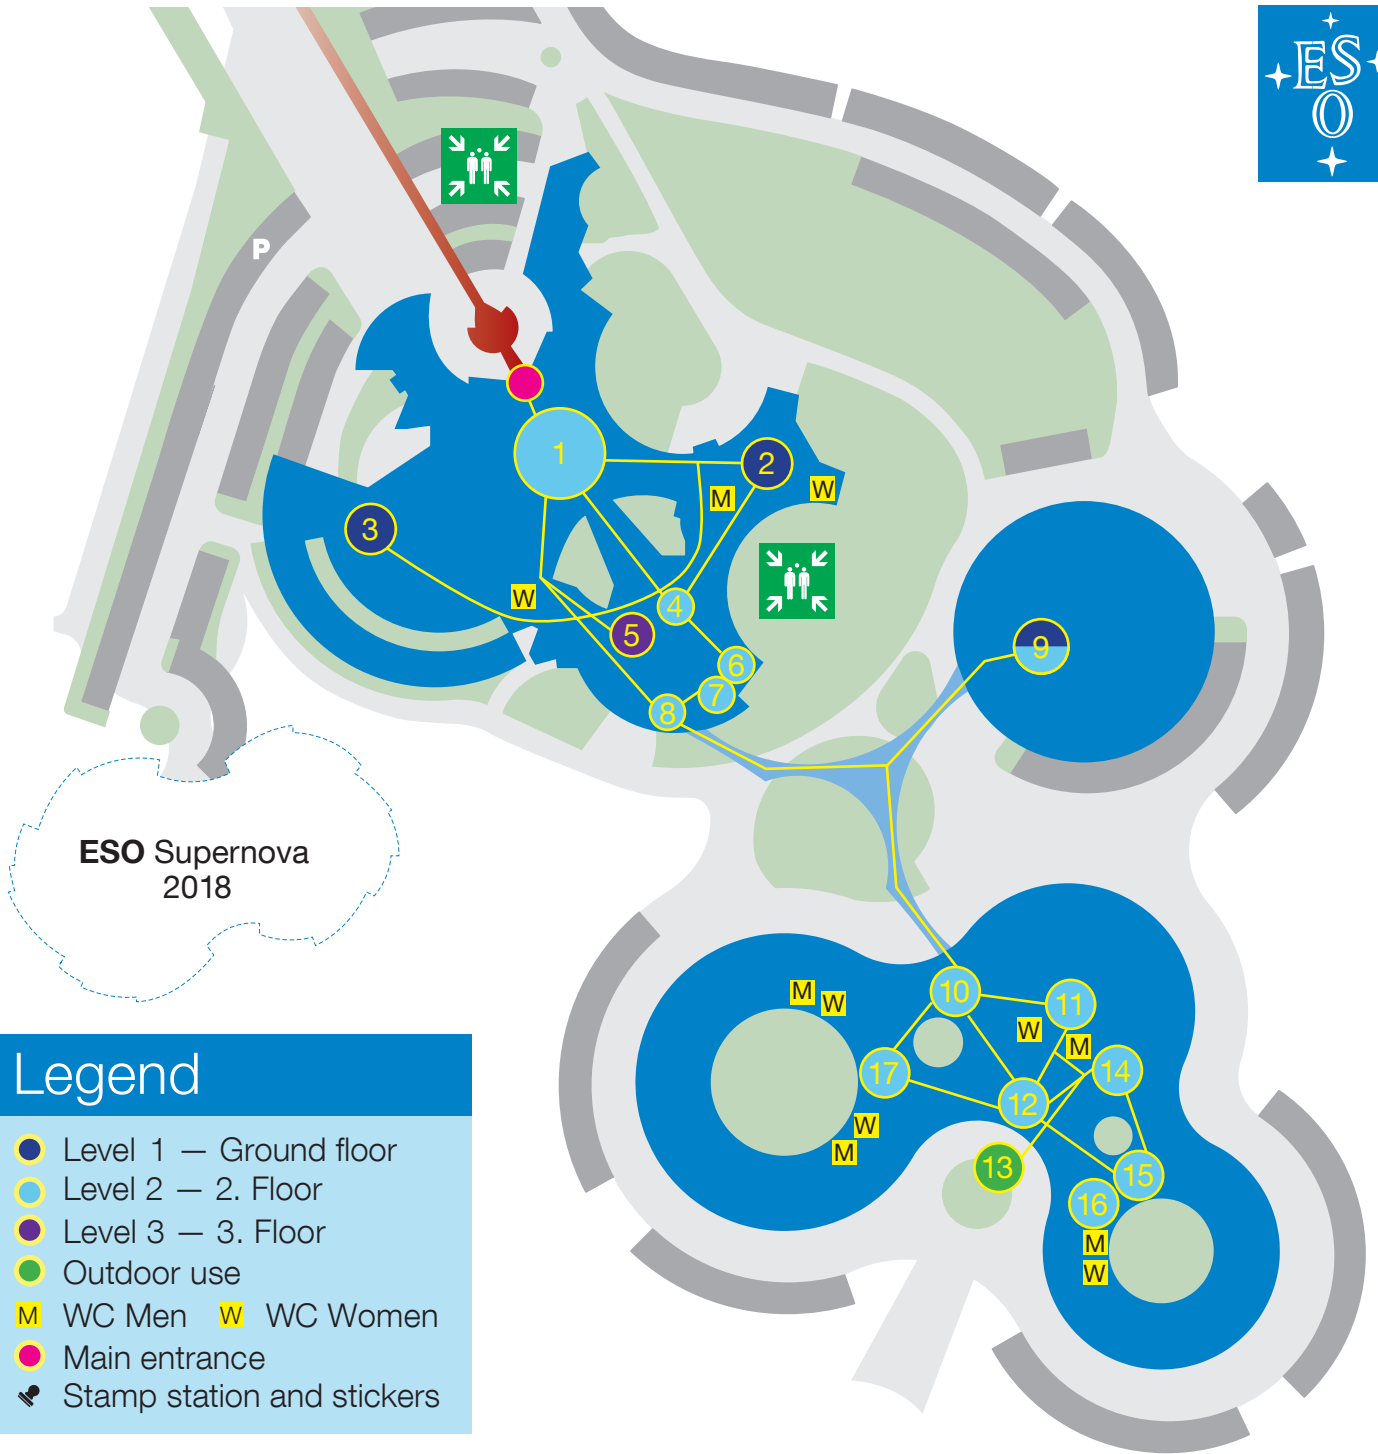 ES
O
P
1
2
M
W
3
W
4
5
6
7
8
9
ESO Supernova
2018
10
11
M
W
W
M
14
17
12
W
M
13
15
16
M
W
Legend
Level 1 — Ground floor
Level 2 — 2. Floor
Level 3 — 3. Floor
Outdoor use
M WC Men W WC Women
Main entrance
Stamp station and stickers